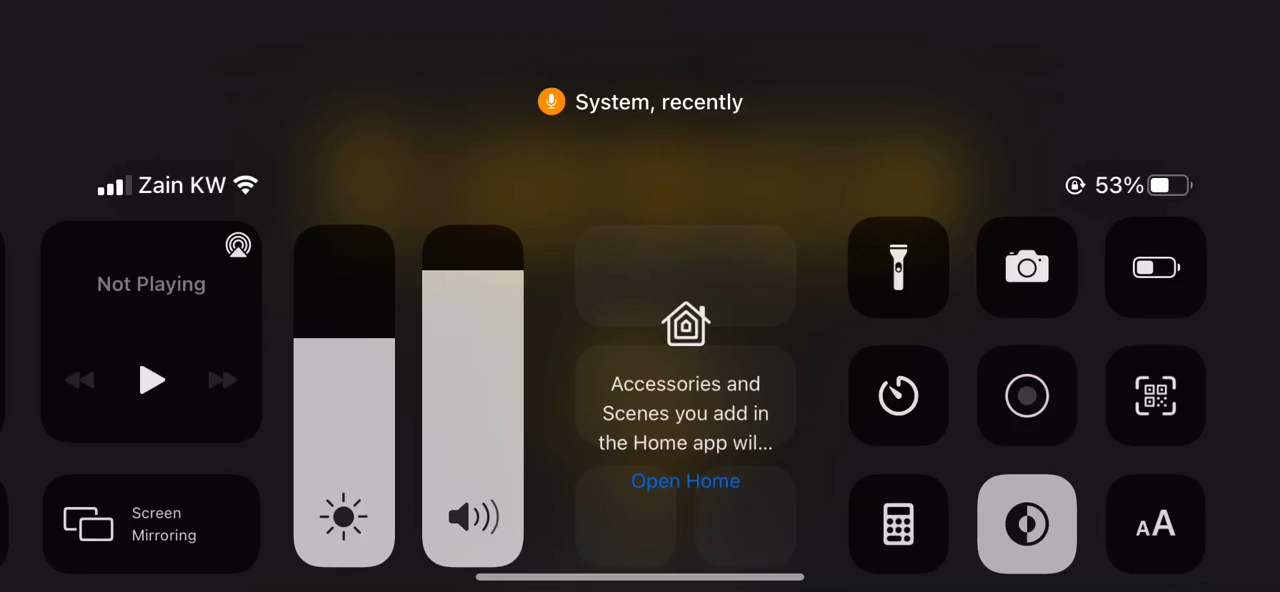 System, recently
Zain KW
53%
Not Playing
Accessories and
Scenes you add in
the Home app wil...
Open Home
Screen
Mirroring
AA